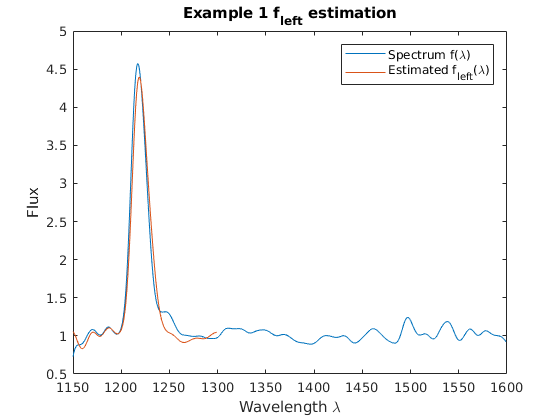 Example 1 f_left estimation
5
4.5
4
3.5
3
2.5
2
1.5
1
0.5
Flux
Spectrum f(λ)
Estimated f_left(λ)
1150 1200 1250 1300 1350 1400 1450 1500 1550 1600
Wavelength λ